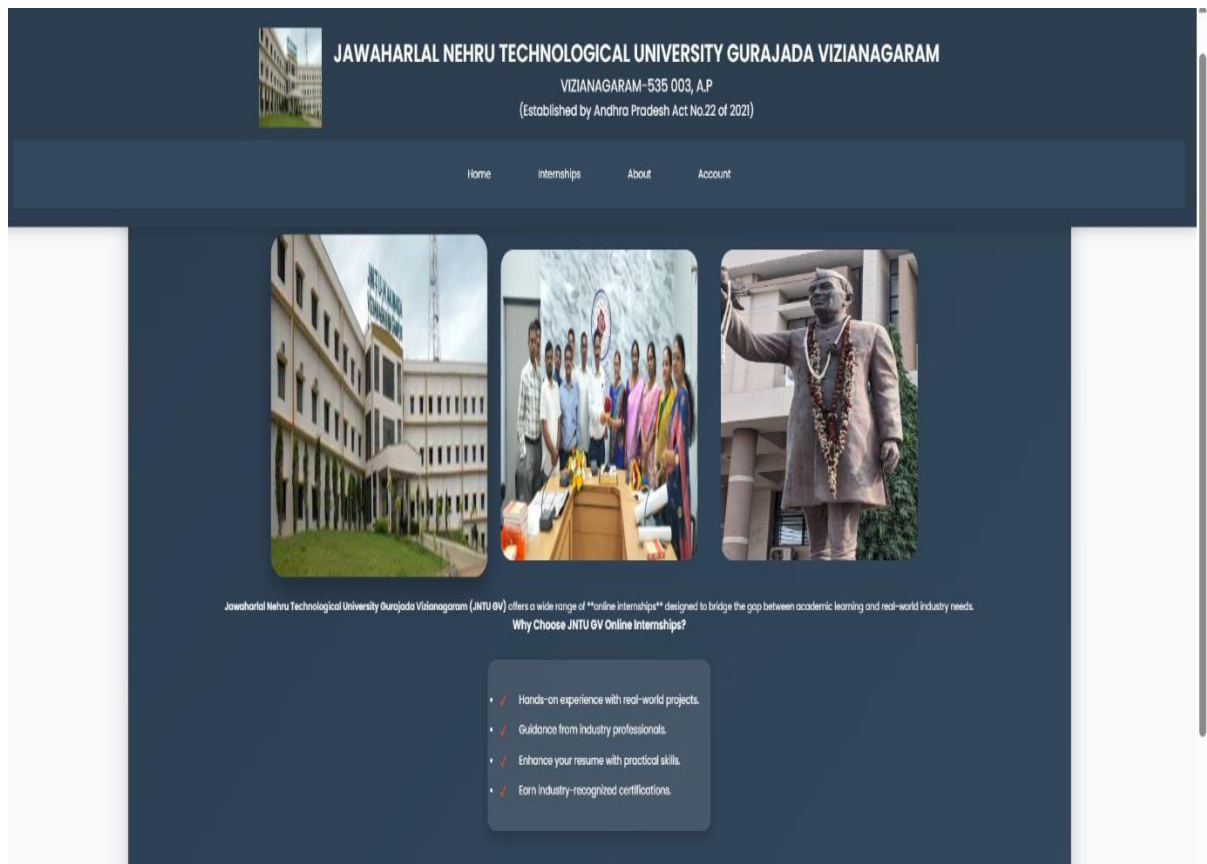 JAWAHARLAL NEHRU TECHNOLOGICAL UNIVERSITY GURAJADA VIZIANAGARAM
VIZIANAGARAM-535 003, A.P
(Established by Andhra Pradesh Act No.22 of 2021)
Home Internships About Account
Jawaharlal Nehru Technological University Gurajada Vizianagaram (JNTU GV) offers a wide range of **online internships** designed to bridge the gap between academic learning and real-world industry needs.
Why Choose JNTU GV Online Internships?
• ✓ Hands-on experience with real-world projects.
• ✓ Guidance from industry professionals.
• ✓ Enhance your resume with practical skills.
• ✓ Earn industry-recognized certifications.